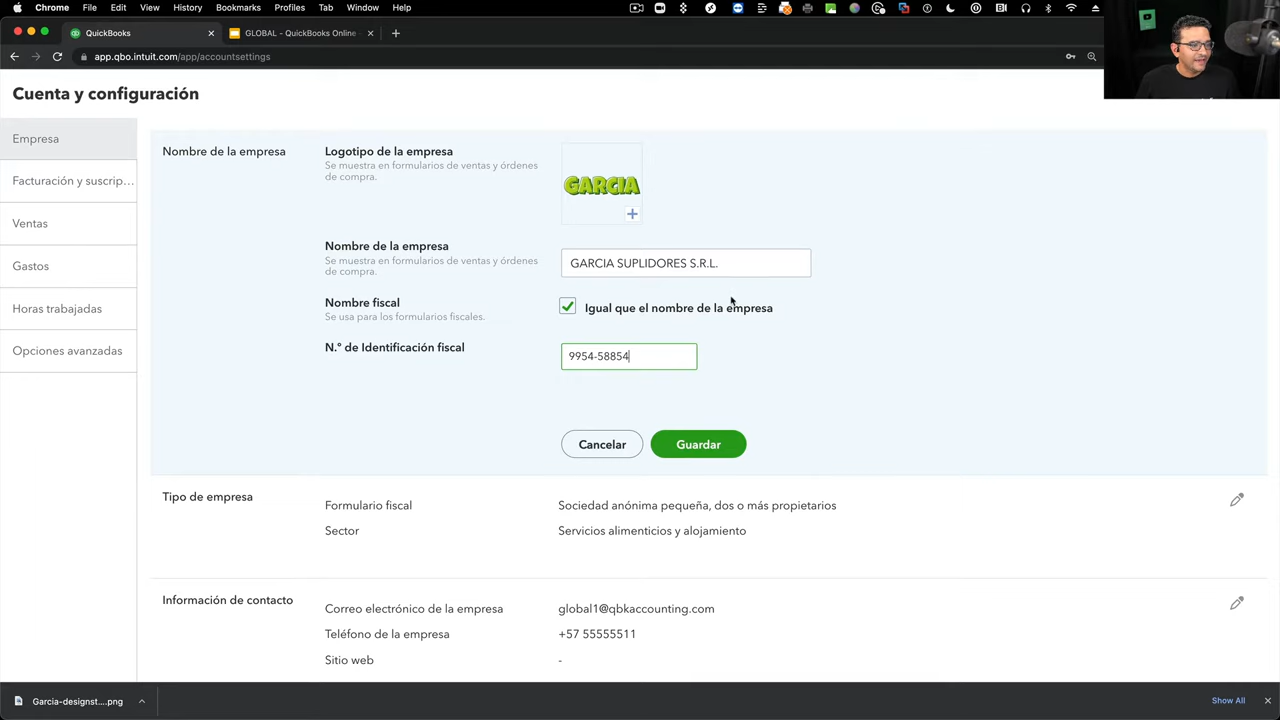 Chrome File Edit View History Bookmarks Profiles Tab Window Help
QuickBooks
GLOBAL - QuickBooks Online -
app.qbo.intuit.com/app/accountsettings
Cuenta y configuración
Empresa
Facturación y suscrip...
Ventas
Gastos
Horas trabajadas
Opciones avanzadas
Nombre de la empresa
Logotipo de la empresa
Se muestra en formularios de ventas y órdenes
de compra.
GARCIA
Nombre de la empresa
Se muestra en formularios de ventas y órdenes
de compra.
GARCIA SUPLIDORES S.R.L.
Nombre fiscal
Se usa para los formularios fiscales.
Igual que el nombre de la empresa
N.° de Identificación fiscal
9954-58854
Cancelar
Guardar
Tipo de empresa
Formulario fiscal
Sociedad anónima pequeña, dos o más propietarios
Sector
Servicios alimenticios y alojamiento
Información de contacto
Correo electrónico de la empresa
global1@qbkaccounting.com
Teléfono de la empresa
+57 55555511
Sitio web
-
Garcia-designst....png
Show All